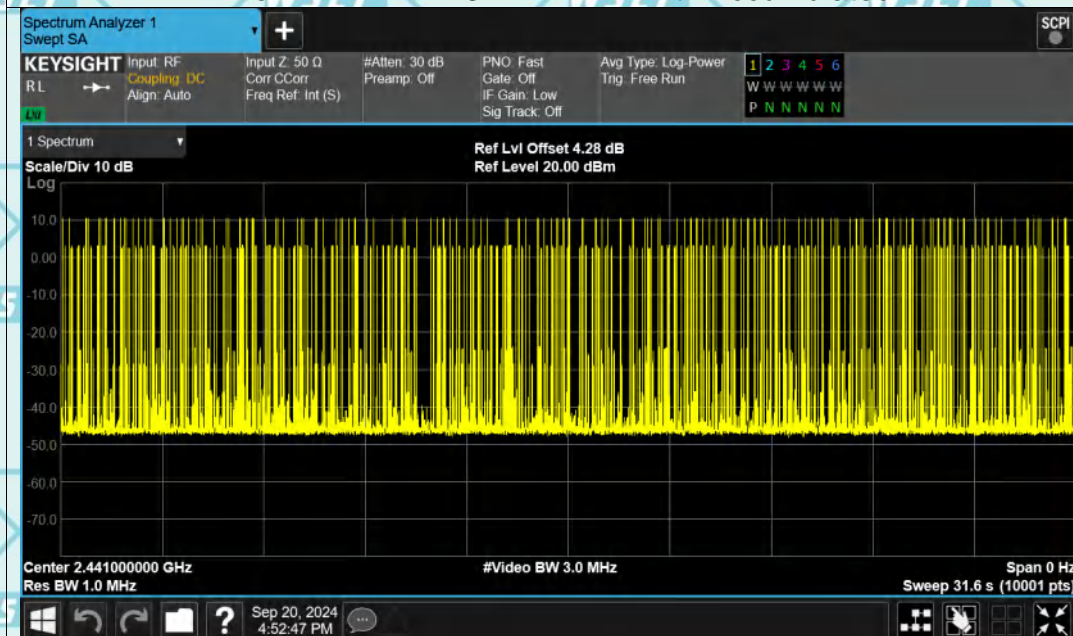 Spectrum Analyzer 1
Swept SA
+
SCPI
KEYSIGHT
RL
LXI
Input: RF
Coupling: DC
Align: Auto
Input Z: 50 Ω
Corr CCorr
Freq Ref: Int (S)
#Atten: 30 dB
Preamp: Off
PNO: Fast
Gate: Off
IF Gain: Low
Sig Track: Off
Avg Type: Log-Power
Trig: Free Run
1 2 3 4 5 6
W W W W W W
P N N N N N
1 Spectrum
Scale/Div 10 dB
Ref Lvl Offset 4.28 dB
Ref Level 20.00 dBm
Log
10.0
0.00
-10.0
-20.0
-30.0
-40.0
-50.0
-60.0
-70.0
Center 2.441000000 GHz
#Video BW 3.0 MHz
Span 0 Hz
Res BW 1.0 MHz
Sweep 31.6 s (10001 pts)
?
Sep 20, 2024
4:52:47 PM